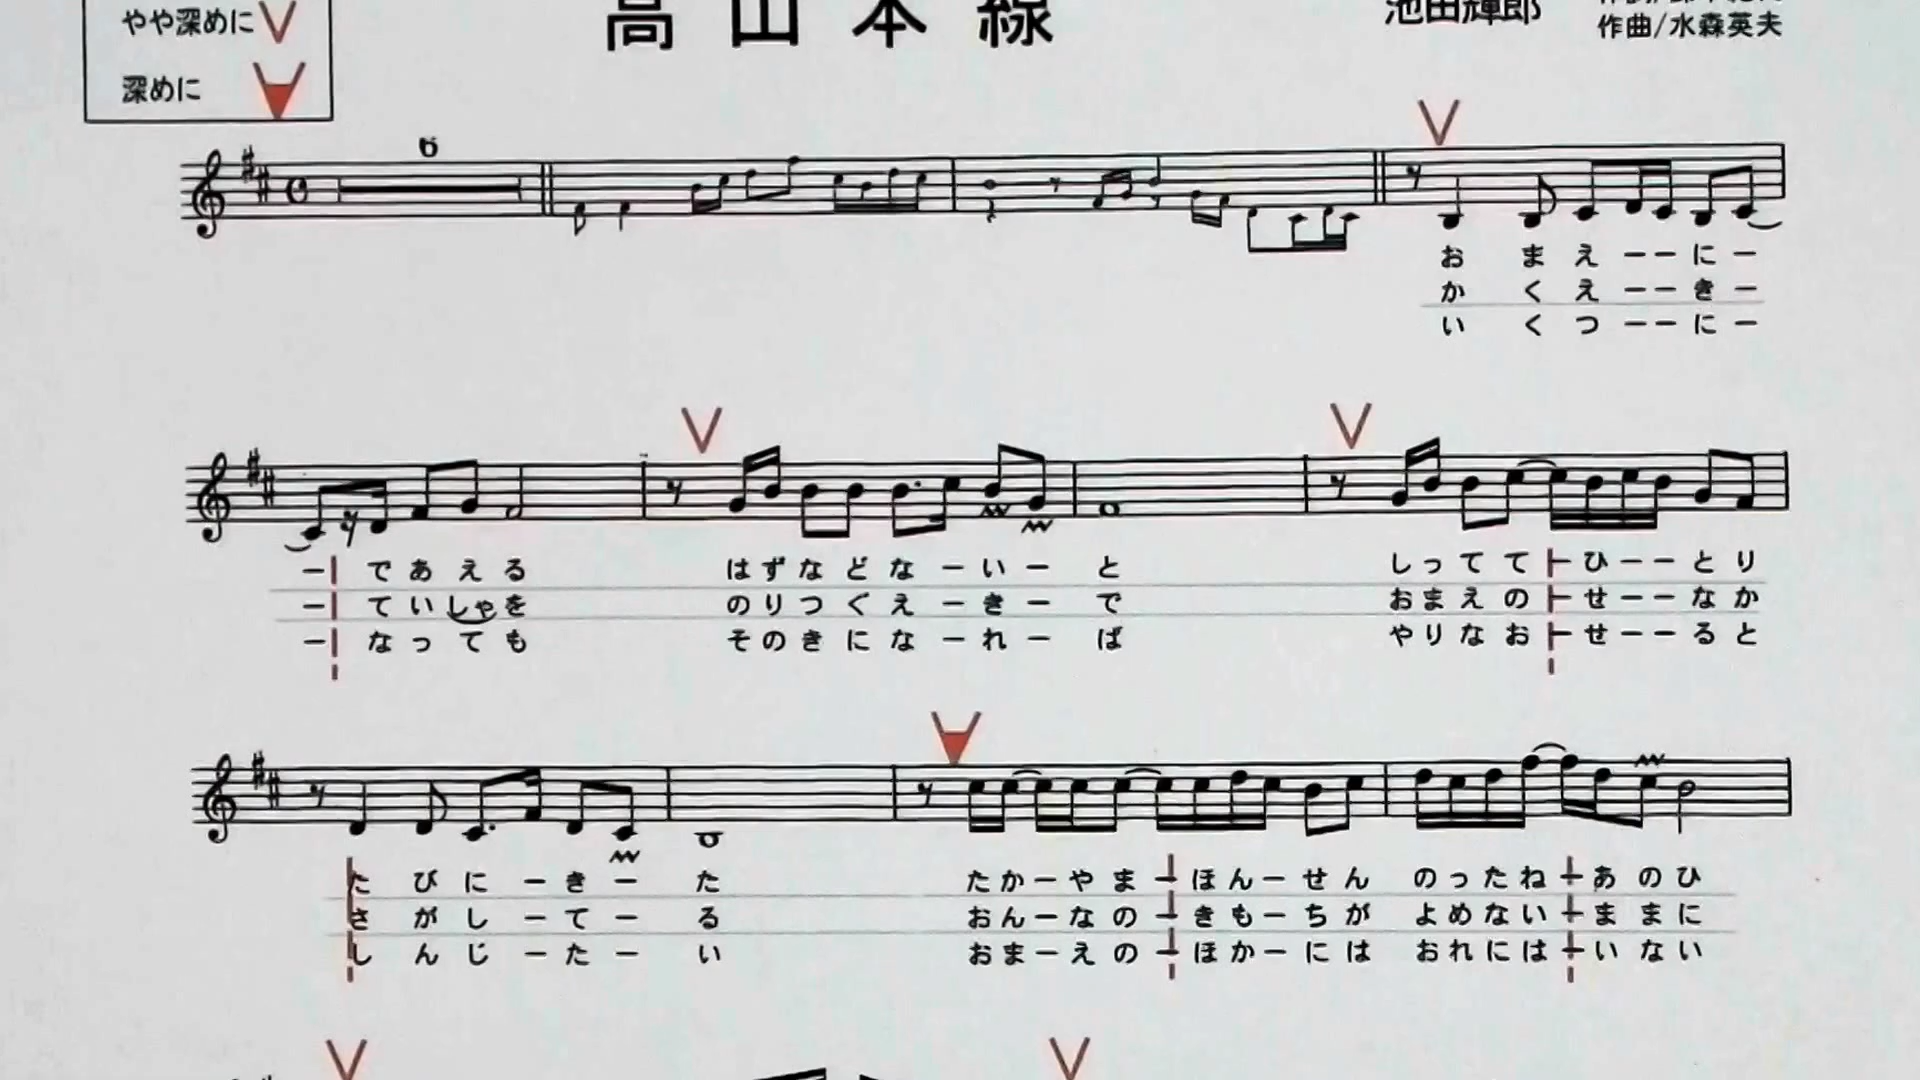 やや深めに
深めに
高山本線
池田輝郎
作曲/水森英夫
6
おまえーーにー
かくえーーきー
いくつーーにー
ーであえる はずなどなーいーと しってて ひーーとり
ーていしゃを のりつぐえーきーで おまえの せーーなか
ーなっても そのきになーれーば やりなお せーーると
たびにーきーた たかーやまーほんーせん のったねーあのひ
さがしーてーる おんーなのーきもーちが よめないーままに
しんじーたーい おまーえのーほかーには おれにはーいない